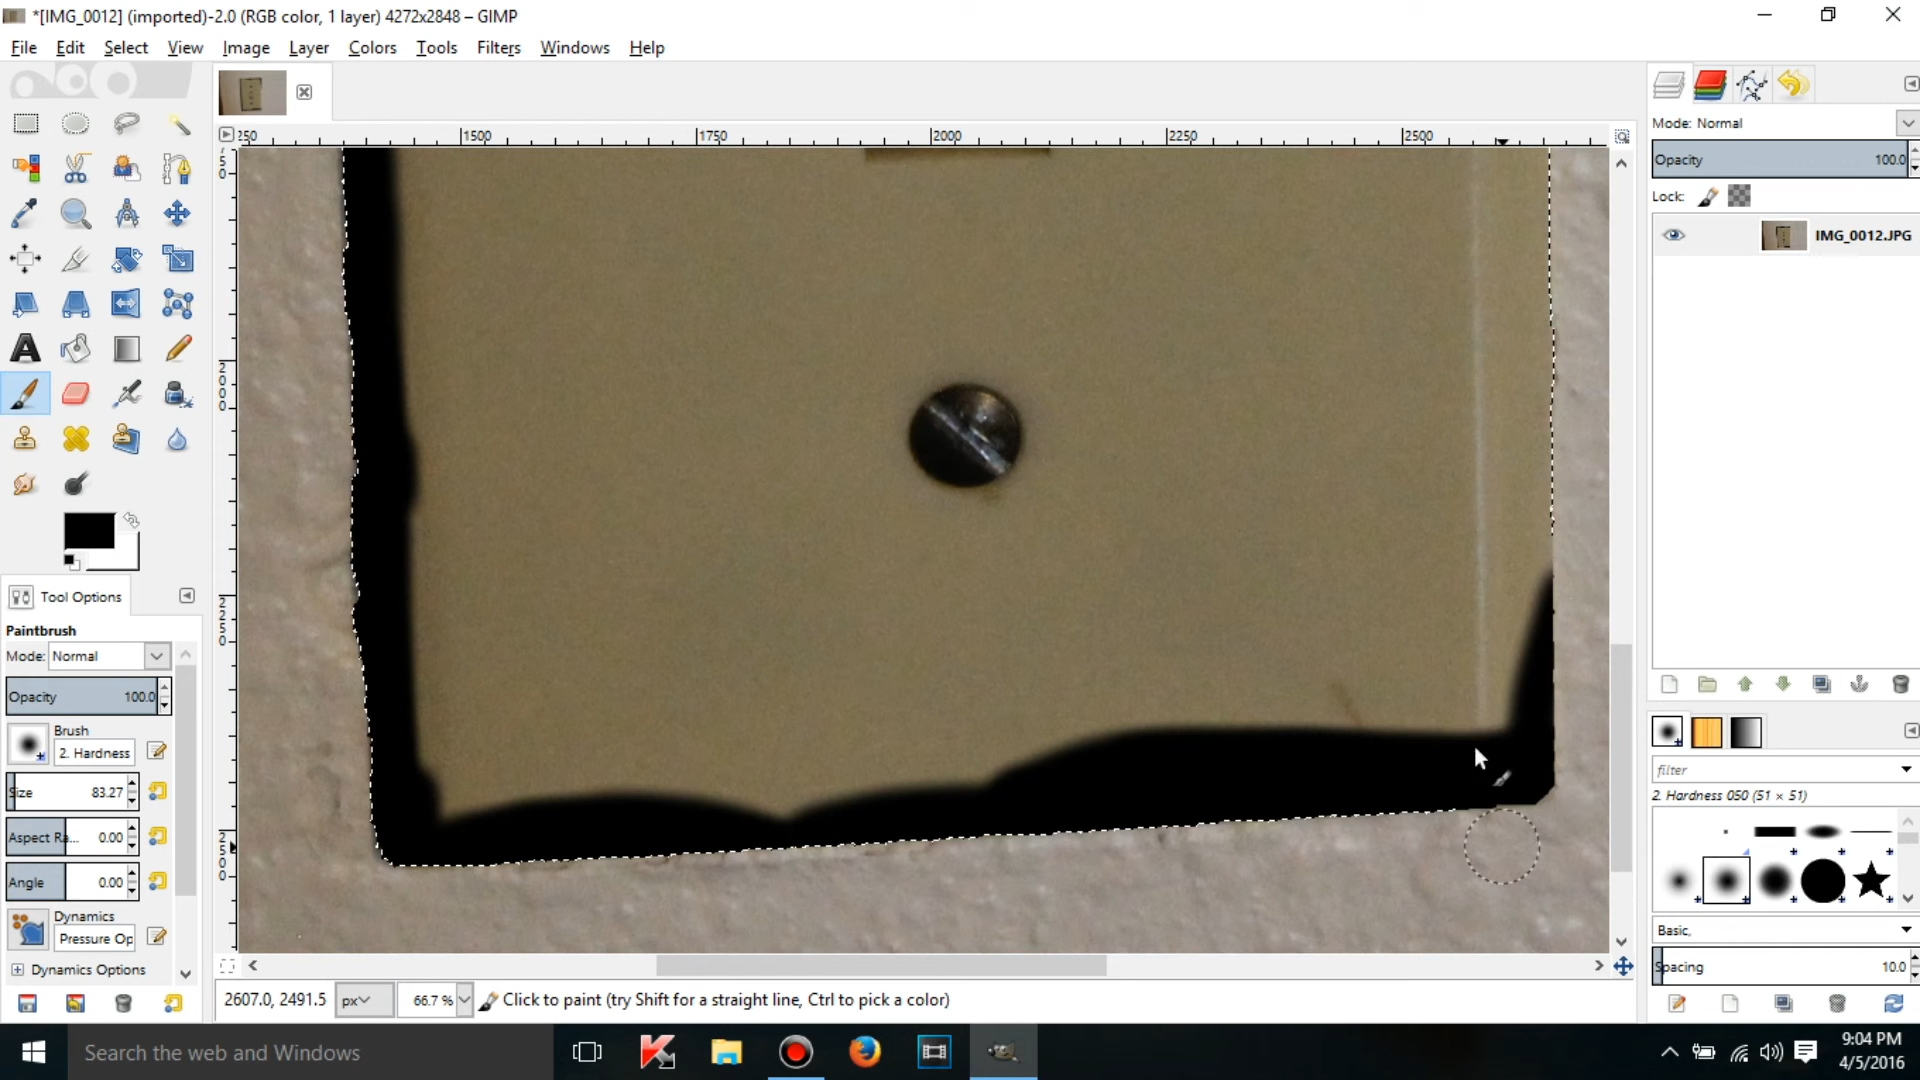 *[IMG_0012] (imported)-2.0 (RGB color, 1 layer) 4272x2848 – GIMP
File Edit Select View Image Layer Colors Tools Filters Windows Help
Mode: Normal
Opacity 100.0
Lock:
IMG_0012.JPG
250 1500 1750 2000 2250 2500
2000
2250
2500
Tool Options
Paintbrush
Mode: Normal
Opacity 100.0
Brush
2. Hardness
Size 83.27
Aspect Ra... 0.00
Angle 0.00
Dynamics
Pressure Op
Dynamics Options
filter
2. Hardness 050 (51 × 51)
Basic,
Spacing 10.0
2607.0, 2491.5 px 66.7 % Click to paint (try Shift for a straight line, Ctrl to pick a color)
Search the web and Windows
9:04 PM
4/5/2016